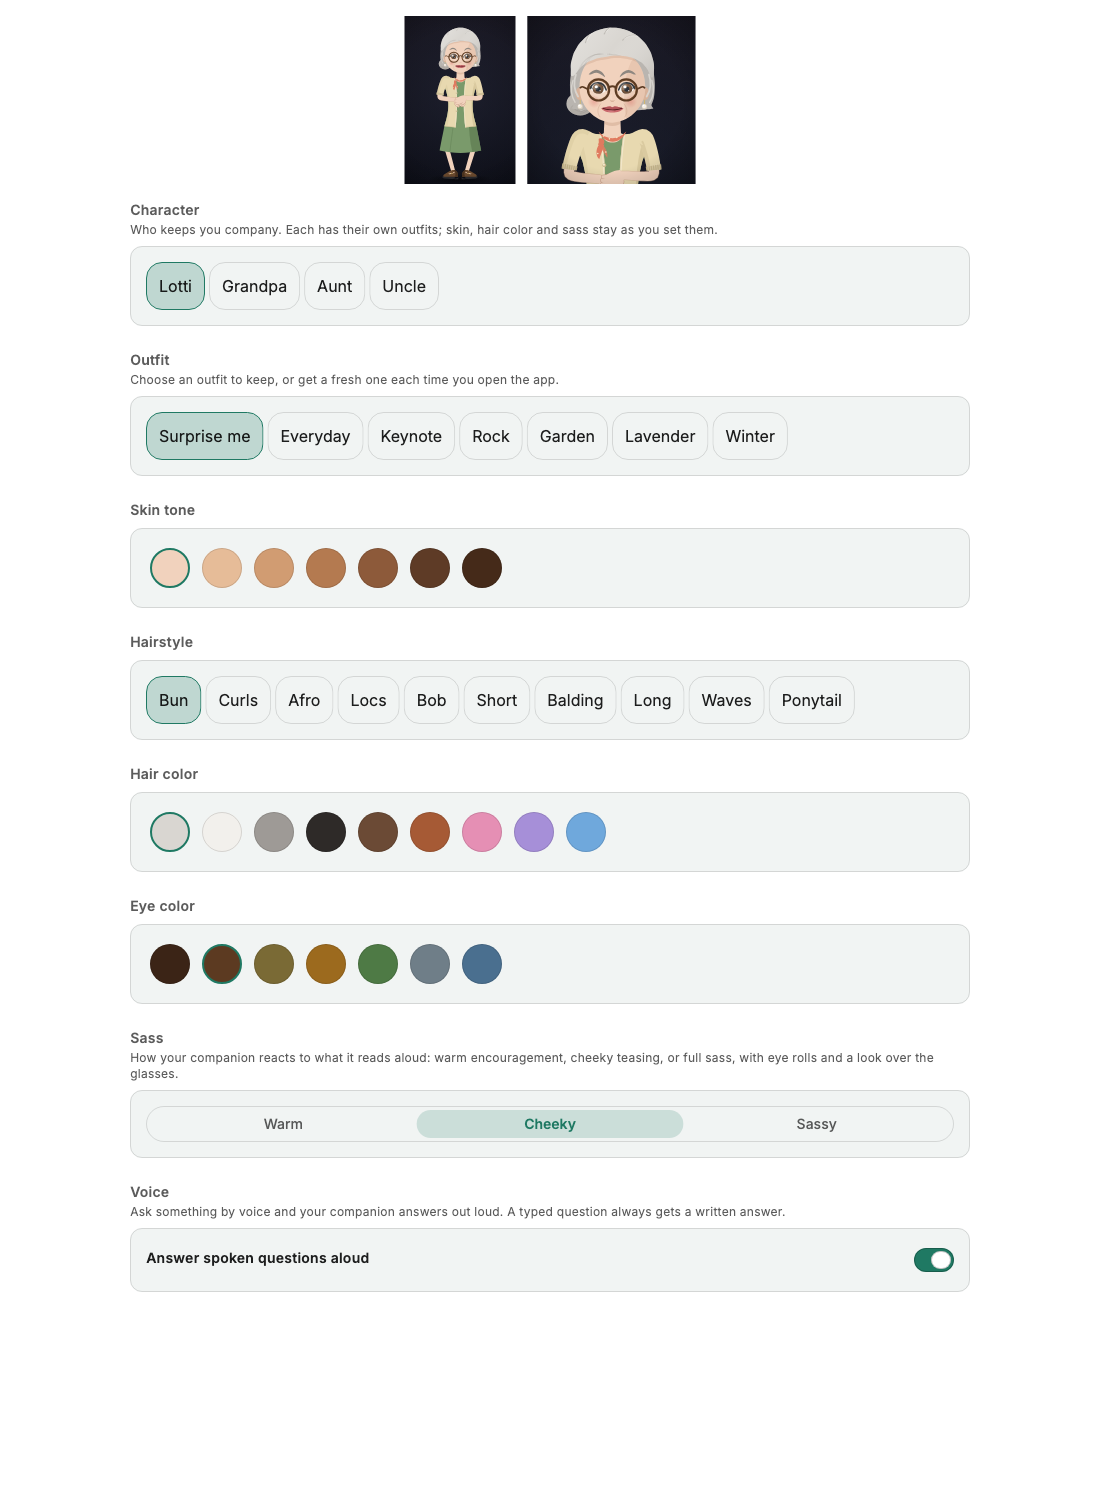 Character
Who keeps you company. Each has their own outfits; skin, hair color and sass stay as you set them.
Lotti Grandpa Aunt Uncle
Outfit
Choose an outfit to keep, or get a fresh one each time you open the app.
Surprise me Everyday Keynote Rock Garden Lavender Winter
Skin tone
Hairstyle
Bun Curls Afro Locs Bob Short Balding Long Waves Ponytail
Hair color
Eye color
Sass
How your companion reacts to what it reads aloud: warm encouragement, cheeky teasing, or full sass, with eye rolls and a look over the
glasses.
Warm Cheeky Sassy
Voice
Ask something by voice and your companion answers out loud. A typed question always gets a written answer.
Answer spoken questions aloud